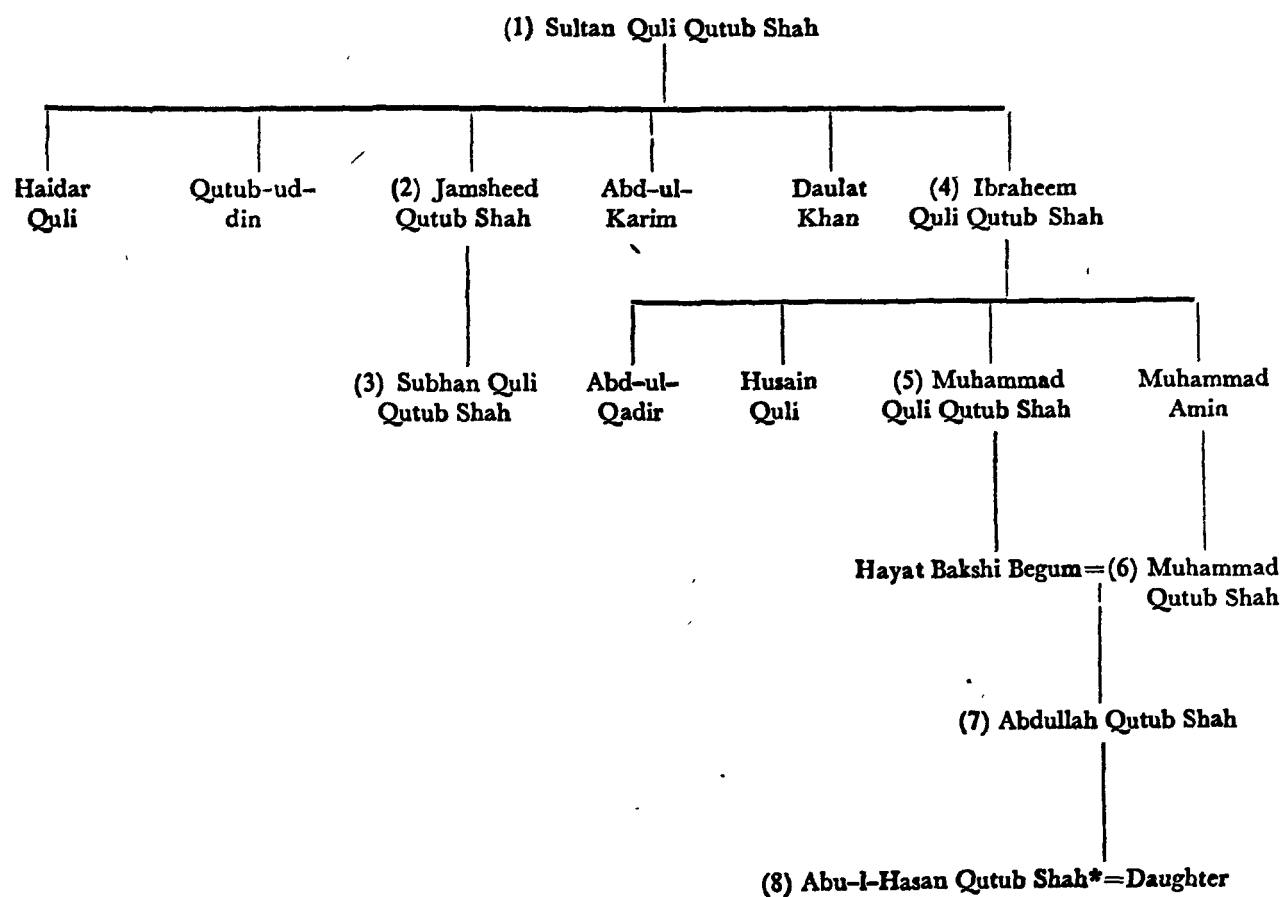 (1) Sultan Quli Qutub Shah
Haidar
Quli
Qutub-ud-
din
(2) Jamsheed
Qutub Shah
Abd-ul-
Karim
Daulat
Khan
(4) Ibraheem
Quli Qutub Shah
(3) Subhan Quli
Qutub Shah
Abd-ul-
Qadir
Husain
Quli
(5) Muhammad
Quli Qutub Shah
Muhammad
Amin
Hayat Bakshi Begum=(6) Muhammad
Qutub Shah
(7) Abdullah Qutub Shah
(8) Abu-l-Hasan Qutub Shah*=Daughter